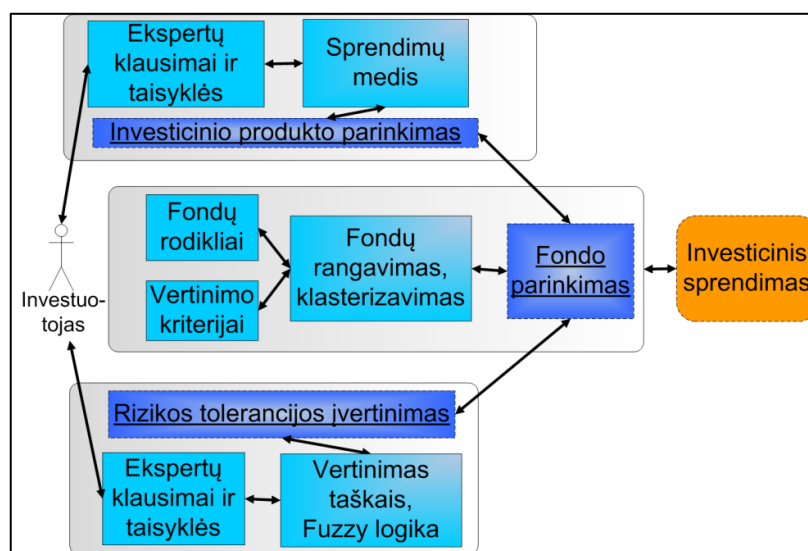 Ekspertų
klausimai ir
taisyklės
Sprendimų
medis
Investicinio produkto parinkimas
Fondų
rodikliai
Vertinimo
kriterijai
Fondų
rangavimas,
klasterizavimas
Fondo
parinkimas
Investicinis
sprendimas
Investuo-
tojas
Rizikos tolerancijos įvertinimas
Ekspertų
klausimai ir
taisyklės
Vertinimas
taškais,
Fuzzy logika